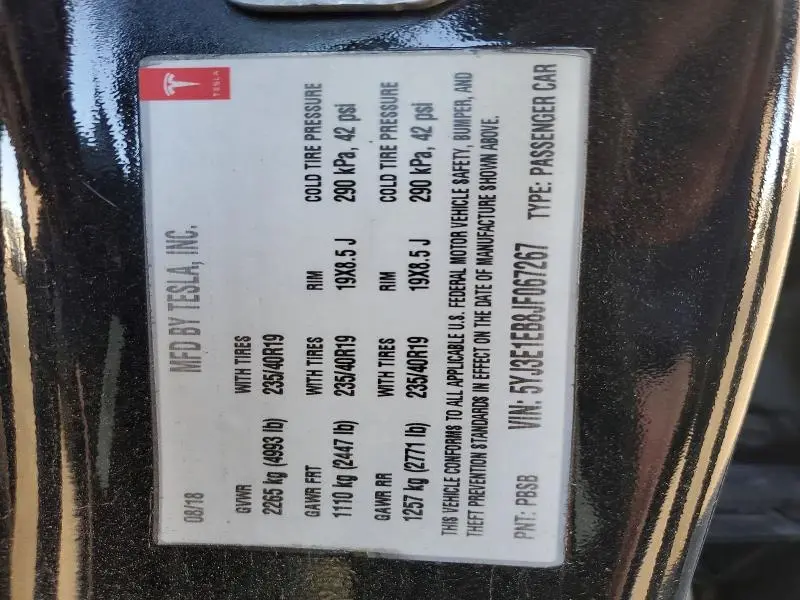 TESLA
MFD BY TESLA, INC.
08/18
GVWR WITH TIRES
2265 kg (4993 lb) 235/40R19
GAWR FRT WITH TIRES RIM COLD TIRE PRESSURE
1110 kg (2447 lb) 235/40R19 19X8.5 J 290 kPa, 42 psi
GAWR RR WITH TIRES RIM COLD TIRE PRESSURE
1257 kg (2771 lb) 235/40R19 19X8.5 J 290 kPa, 42 psi
THIS VEHICLE CONFORMS TO ALL APPLICABLE U.S. FEDERAL MOTOR VEHICLE SAFETY, BUMPER, AND
THEFT PREVENTION STANDARDS IN EFFECT ON THE DATE OF MANUFACTURE SHOWN ABOVE.
PNT: PBSB VIN: 5YJ3E1EB8JF067267 TYPE: PASSENGER CAR